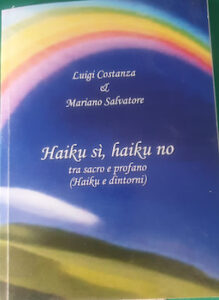 Luigi Costanza
&
Mariano Salvatore
Haiku sì, haiku no
tra sacro e profano
(Haiku e dintorni)